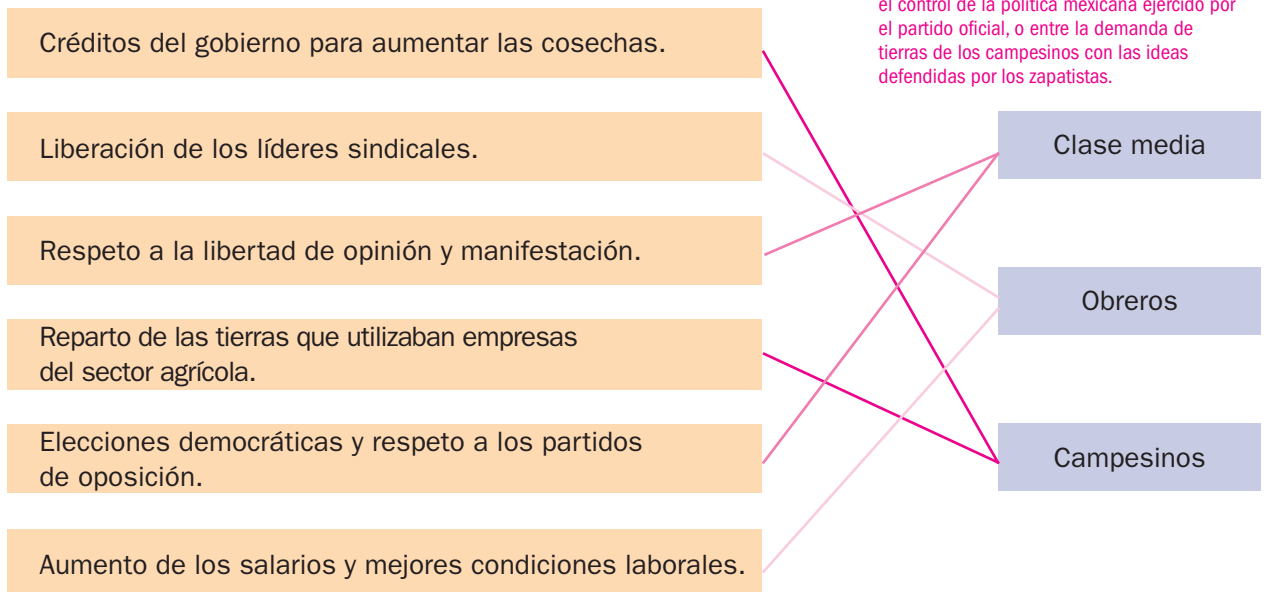 el control de la política mexicana ejercido por
el partido oficial, o entre la demanda de
tierras de los campesinos con las ideas
defendidas por los zapatistas.
Créditos del gobierno para aumentar las cosechas.
Liberación de los líderes sindicales.
Respeto a la libertad de opinión y manifestación.
Reparto de las tierras que utilizaban empresas
del sector agrícola.
Elecciones democráticas y respeto a los partidos
de oposición.
Aumento de los salarios y mejores condiciones laborales.
Clase media
Obreros
Campesinos